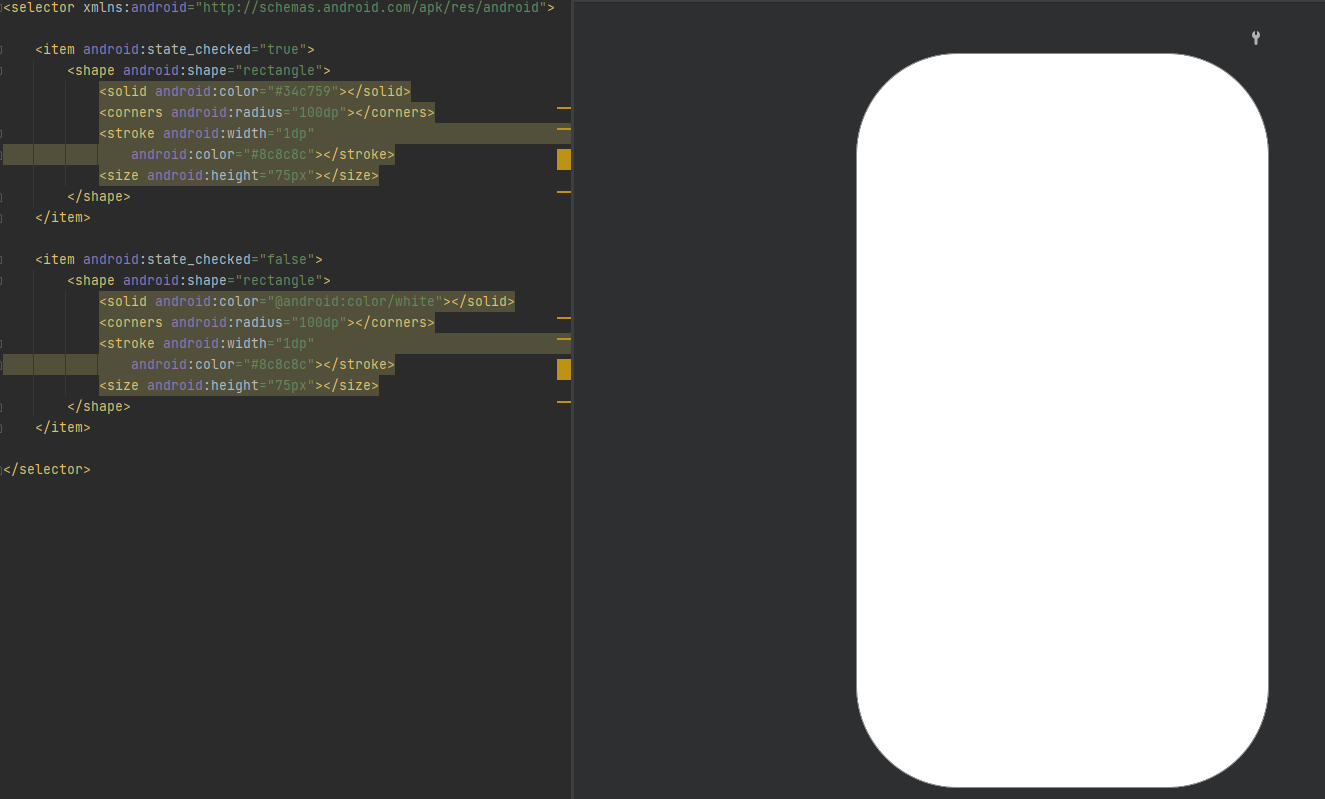 <selector xmlns:android="http://schemas.android.com/apk/res/android">
<item android:state_checked="true">
<shape android:shape="rectangle">
<solid android:color="#34c759"></solid>
<corners android:radius="100dp"></corners>
<stroke android:width="1dp"
android:color="#8c8c8c"></stroke>
<size android:height="75px"></size>
</shape>
</item>
<item android:state_checked="false">
<shape android:shape="rectangle">
<solid android:color="@android:color/white"></solid>
<corners android:radius="100dp"></corners>
<stroke android:width="1dp"
android:color="#8c8c8c"></stroke>
<size android:height="75px"></size>
</shape>
</item>
</selector>